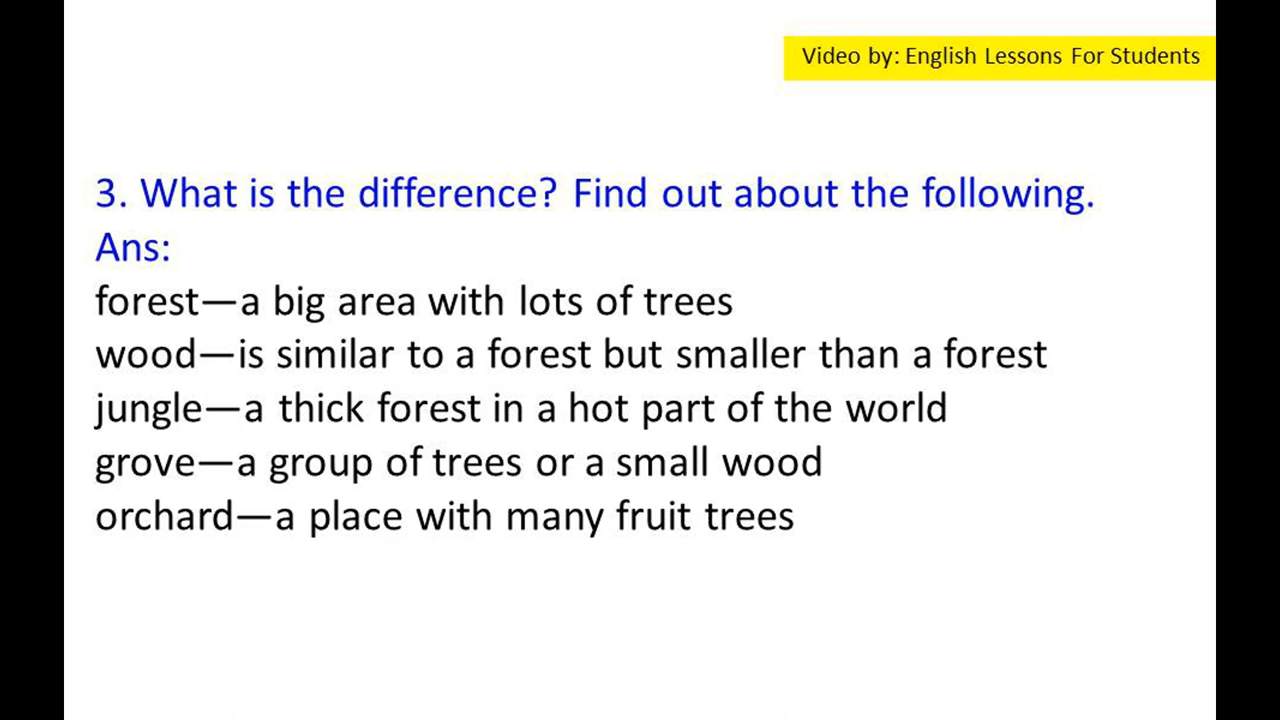 Video by: English Lessons For Students
3. What is the difference? Find out about the following.
Ans:
forest—a big area with lots of trees
wood—is similar to a forest but smaller than a forest
jungle—a thick forest in a hot part of the world
grove—a group of trees or a small wood
orchard—a place with many fruit trees